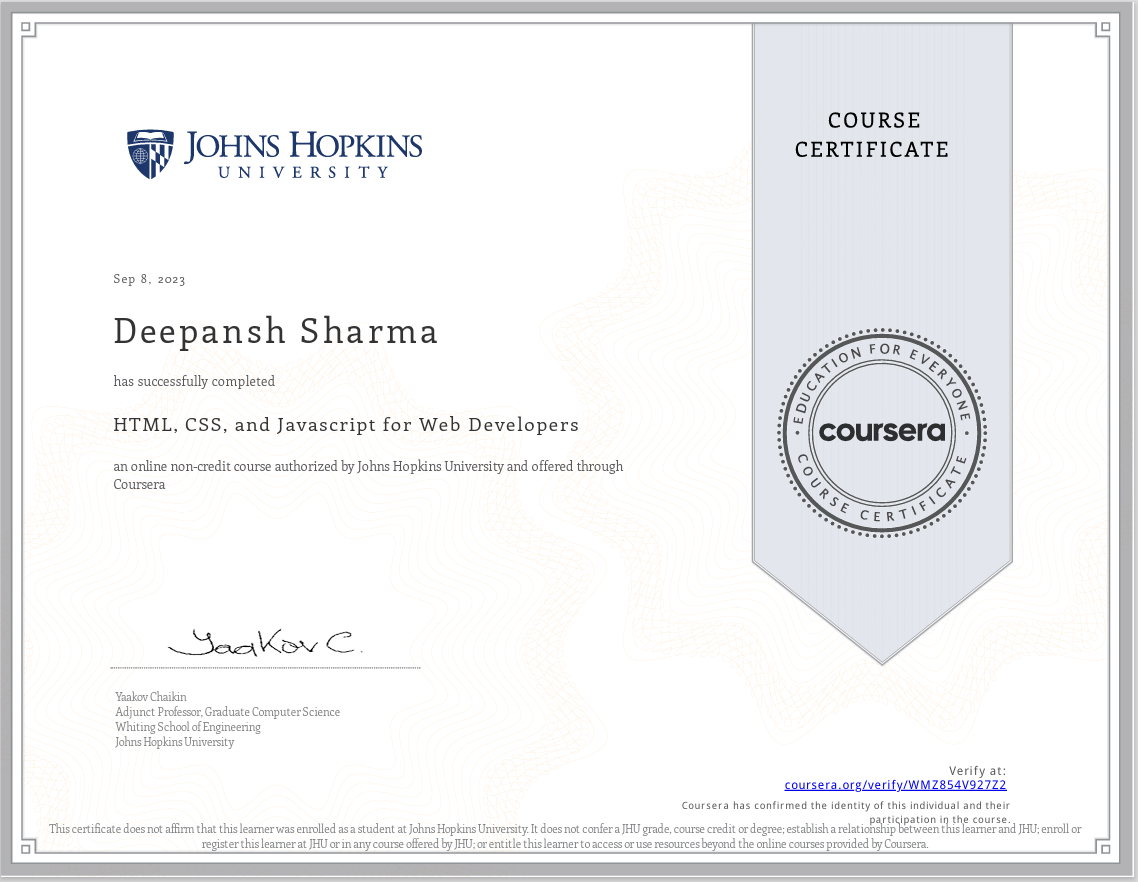 JOHNS HOPKINS
UNIVERSITY
COURSE
CERTIFICATE
Sep 8, 2023
Deepansh Sharma
has successfully completed
HTML, CSS, and Javascript for Web Developers
an online non-credit course authorized by Johns Hopkins University and offered through
Coursera
EDUCATION FOR EVERYONE
coursera
COURSE CERTIFICATE
Yaakov C.
Yaakov Chaikin
Adjunct Professor, Graduate Computer Science
Whiting School of Engineering
Johns Hopkins University
Verify at:
coursera.org/verify/WMZ854V927Z2
Coursera has confirmed the identity of this individual and their
participation in the course.
This certificate does not affirm that this learner was enrolled as a student at Johns Hopkins University. It does not confer a JHU grade, course credit or degree; establish a relationship between this learner and JHU; enroll or
register this learner at JHU or in any course offered by JHU; or entitle this learner to access or use resources beyond the online courses provided by Coursera.